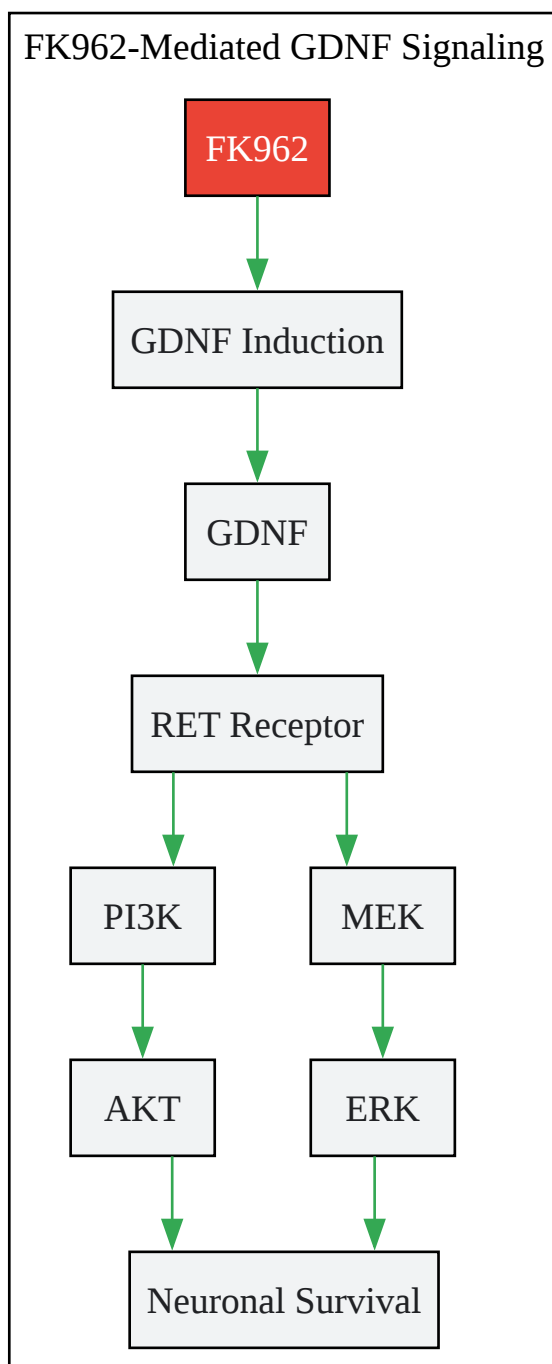 FK962-Mediated GDNF Signaling
FK962
GDNF Induction
GDNF
RET Receptor
PI3K
MEK
AKT
ERK
Neuronal Survival